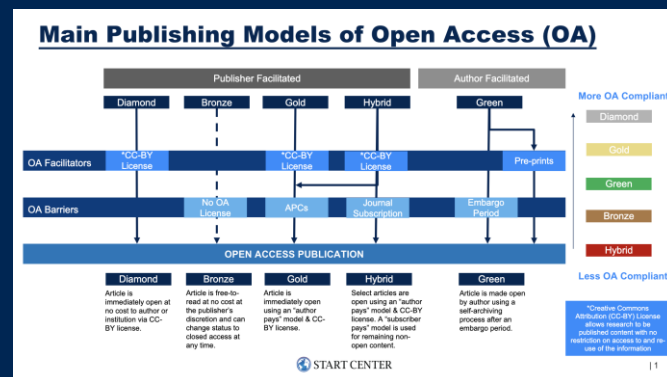 Main Publishing Models of Open Access (OA)
Publisher Facilitated
Author Facilitated
Diamond
Bronze
Gold
Hybrid
Green
More OA Compliant
Diamond
Gold
Green
Bronze
Hybrid
Less OA Compliant
OA Facilitators
*CC-BY
License
*CC-BY
License
*CC-BY
License
Pre-prints
OA Barriers
No OA
License
APCs
Journal
Subscription
Embargo
Period
OPEN ACCESS PUBLICATION
Diamond
Article is
immediately open at
no cost to author or
institution via CC-
BY license.
Bronze
Article is free-to-
read at no cost at
the publisher's
discretion and can
change status to
closed access at
any time.
Gold
Article is
immediately open
using an "author
pays" model & CC-
BY license.
Hybrid
Select articles are
open using an "author
pays" model & CC-BY
license. A "subscriber
pays" model is used
for remaining non-
open content.
Green
Article is made open
by author using a
self-archiving
process after an
embargo period.
*Creative Commons
Attribution (CC-BY) License
allows research to be
published content with no
restriction on access to and re-
use of the information
START CENTER
| 1